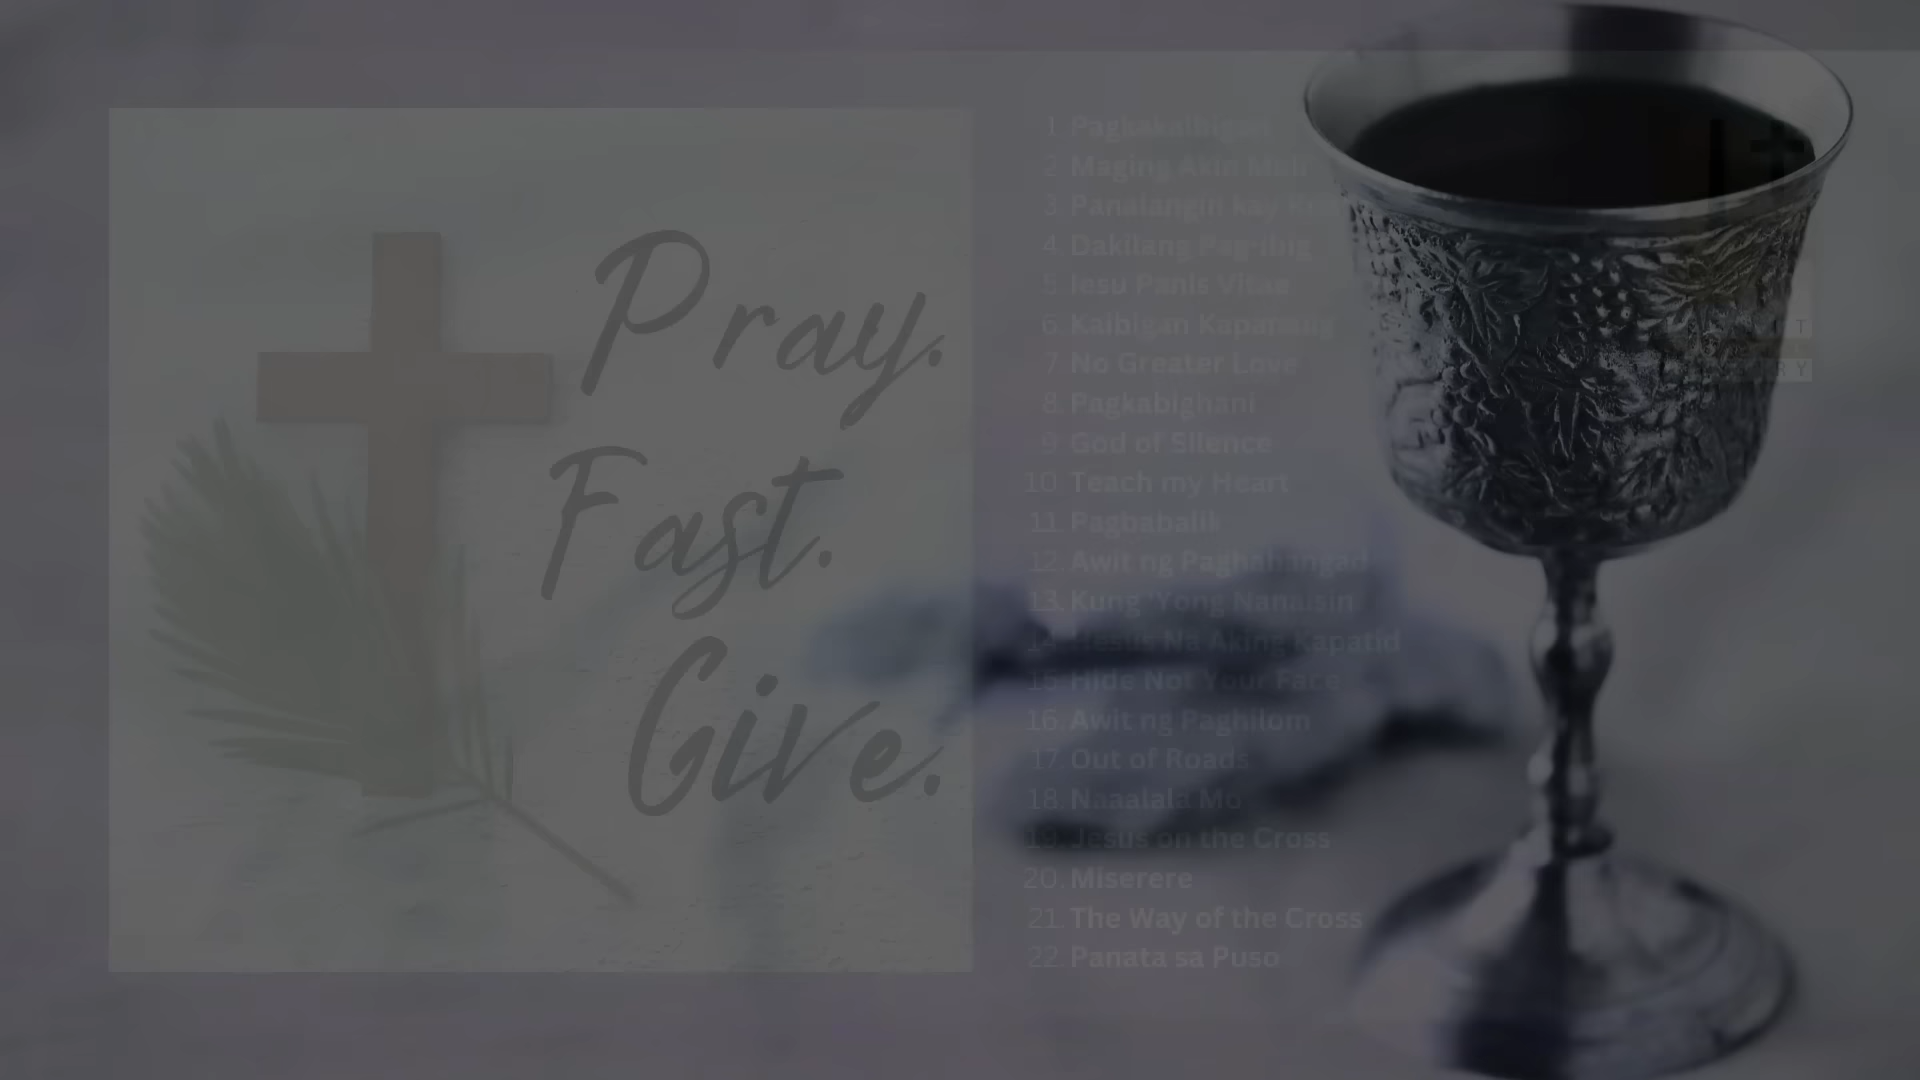 Pray.
Fast.
Give.
1. Pagkakaibigan
2. Maging Akin Muli
3. Panalangin kay
4. Dakilang Pag-ibig
5. Iesu Panis Vitae
6. Kaibigan Kapanalig
7. No Greater Love
8. Pagkabighani
9. God of Silence
10. Teach my Heart
11. Pagbabalik
12. Awit ng Paghahangad
13. Kung 'Yong Nanaisin
14. Hesus Na Aking Kapatid
15. Hide Not Your Face
16. Awit ng Paghilom
17. Out of Roads
18. Naaalala Mo
19. Jesus on the Cross
20. Miserere
21. The Way of the Cross
22. Panata sa Puso